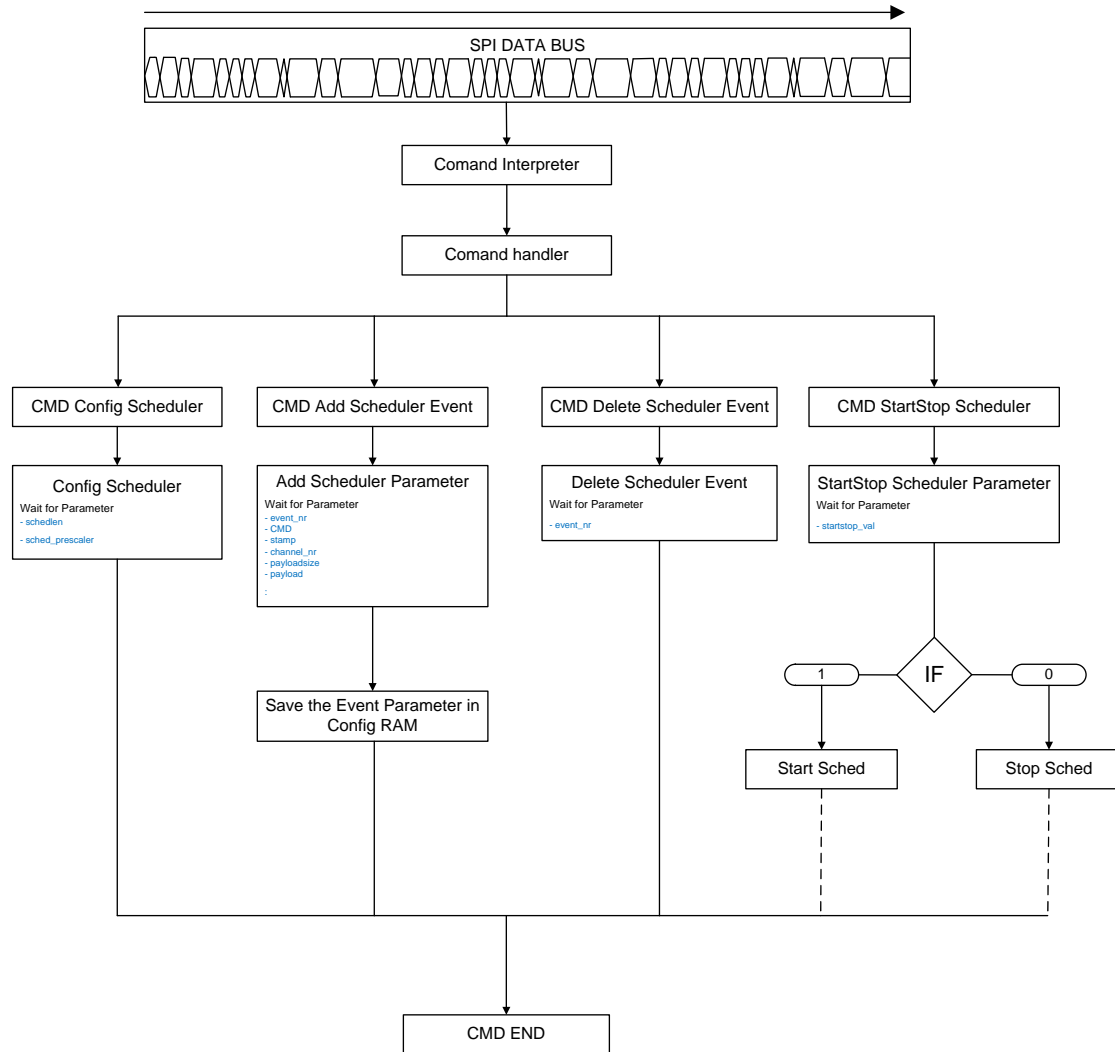 SPI DATA BUS
Comand Interpreter
Comand handler
CMD Config Scheduler
CMD Add Scheduler Event
CMD Delete Scheduler Event
CMD StartStop Scheduler
Config Scheduler
Wait for Parameter
- schedlen
- sched_prescaler
Add Scheduler Parameter
Wait for Parameter
- event_nr
- CMD
- stamp
- channel_nr
- payloadsize
- payload
:
Delete Scheduler Event
Wait for Parameter
- event_nr
StartStop Scheduler Parameter
Wait for Parameter
- startstop_val
1
IF
0
Save the Event Parameter in
Config RAM
Start Sched
Stop Sched
CMD END